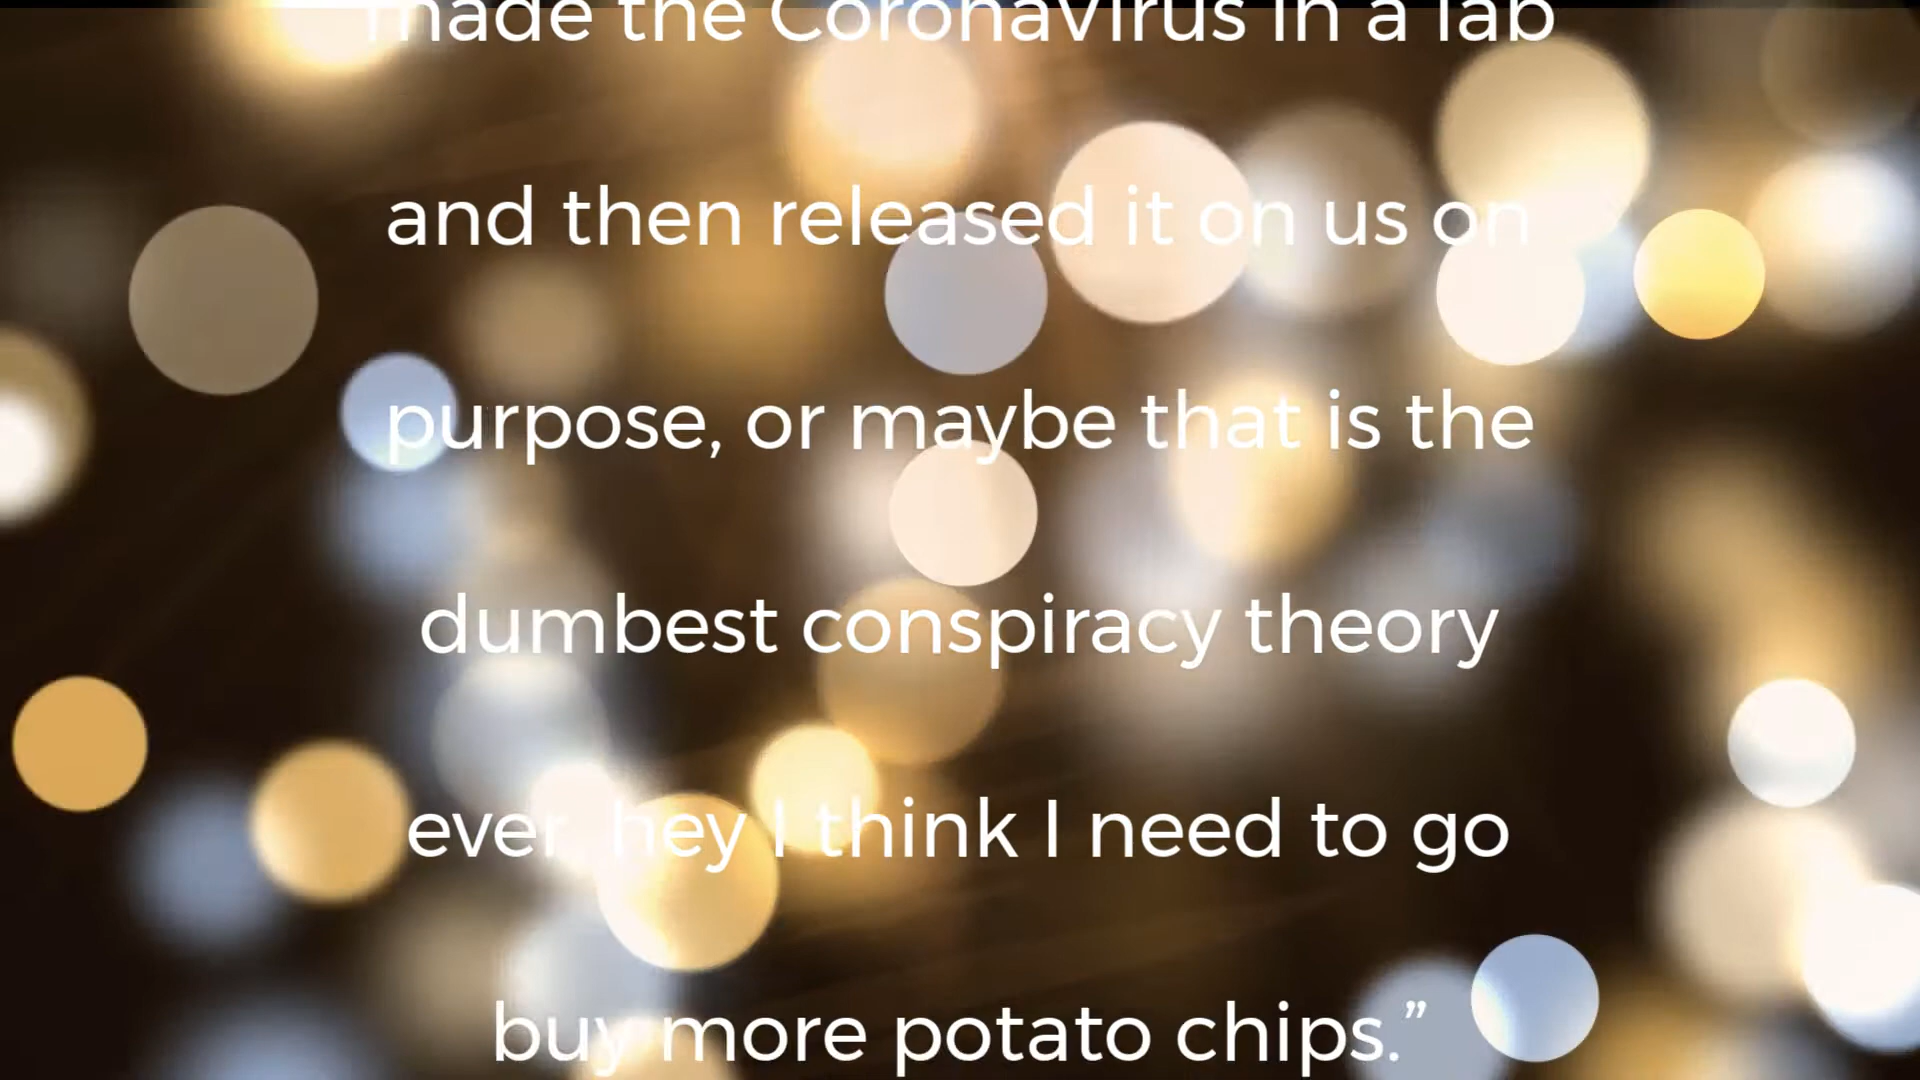 made the Coronavirus in a lab
and then released it on us on
purpose, or maybe that is the
dumbest conspiracy theory
ever, hey I think I need to go
buy more potato chips.”